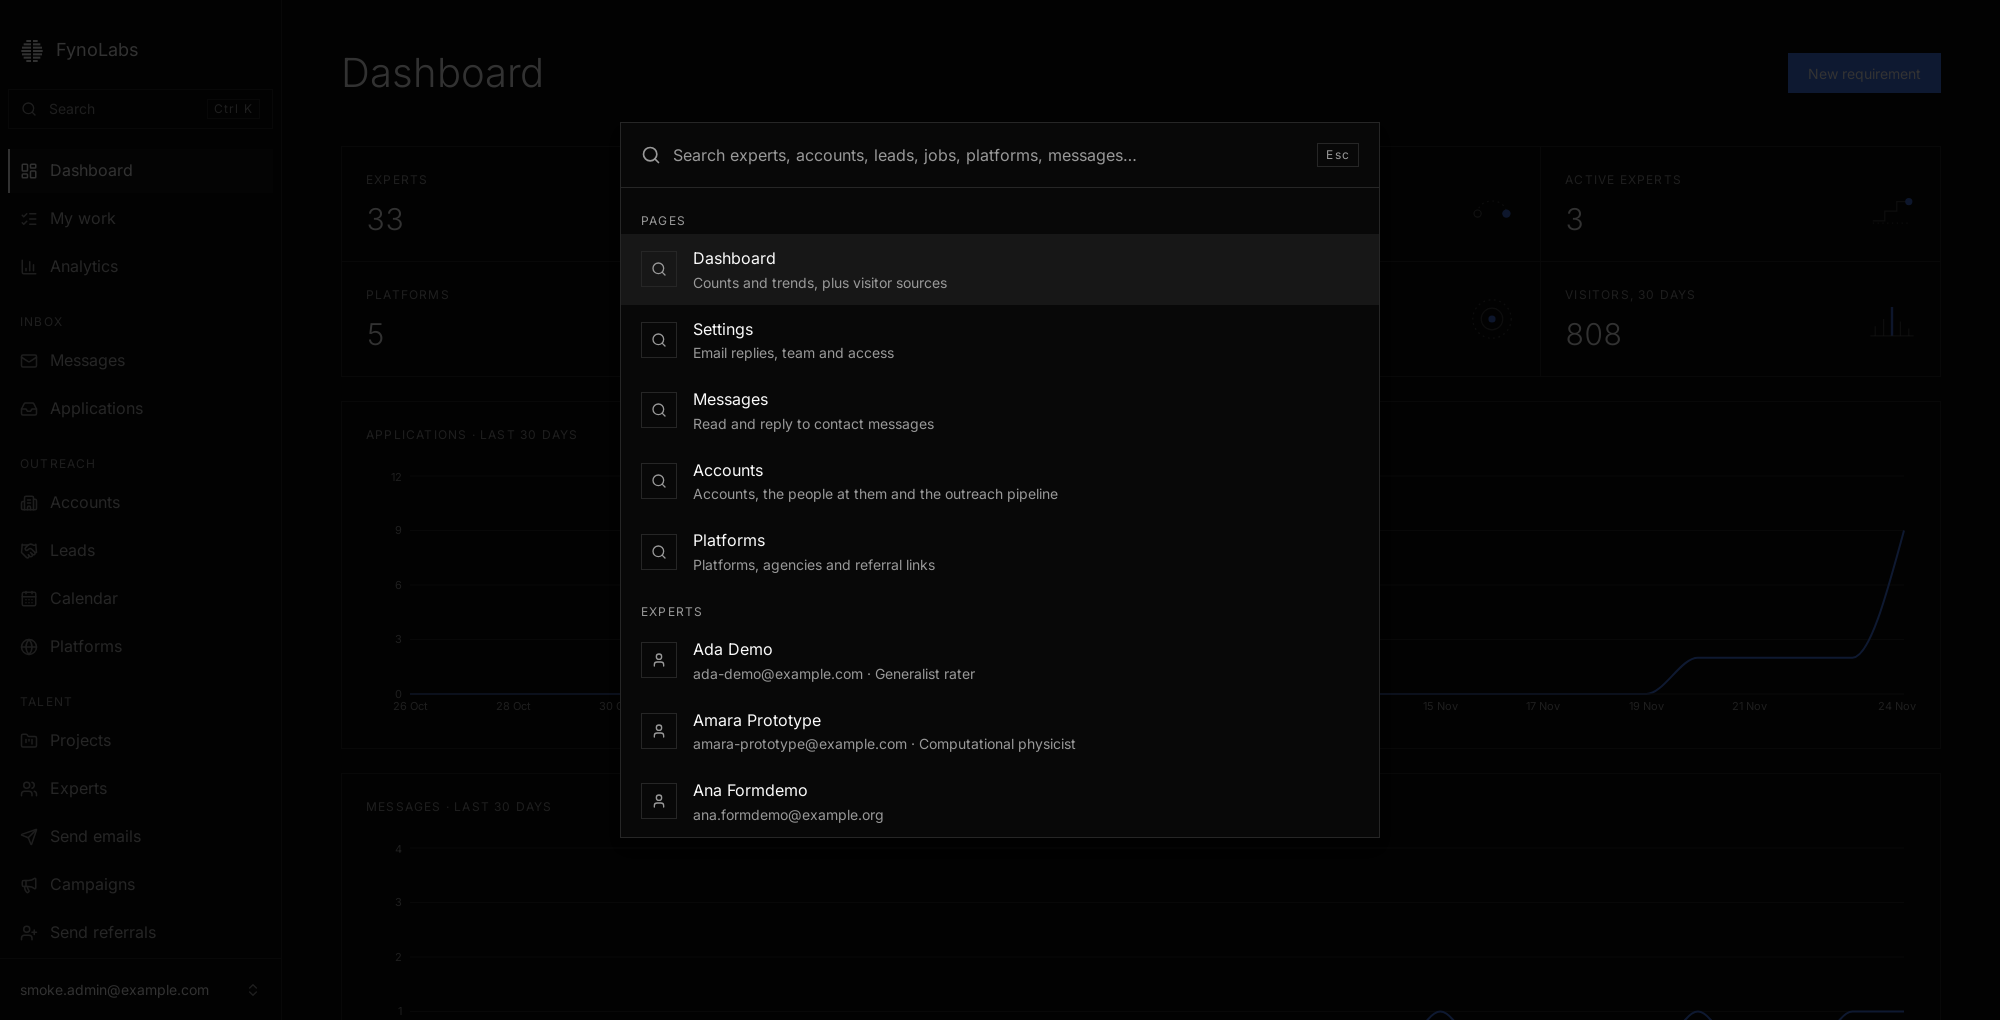 FynoLabs
Search
Ctrl K
Dashboard
My work
Analytics
INBOX
Messages
Applications
OUTREACH
Accounts
Leads
Calendar
Platforms
TALENT
Projects
Experts
Send emails
Campaigns
Send referrals
smoke.admin@example.com
Dashboard
New requirement
EXPERTS
33
ACTIVE EXPERTS
3
PLATFORMS
5
VISITORS, 30 DAYS
808
APPLICATIONS · LAST 30 DAYS
12
9
6
3
0
26 Oct
28 Oct
30 O
15 Nov
17 Nov
19 Nov
21 Nov
24 Nov
MESSAGES · LAST 30 DAYS
4
3
2
1
Search experts, accounts, leads, jobs, platforms, messages...
Esc
PAGES
Dashboard
Counts and trends, plus visitor sources
Settings
Email replies, team and access
Messages
Read and reply to contact messages
Accounts
Accounts, the people at them and the outreach pipeline
Platforms
Platforms, agencies and referral links
EXPERTS
Ada Demo
ada-demo@example.com · Generalist rater
Amara Prototype
amara-prototype@example.com · Computational physicist
Ana Formdemo
ana.formdemo@example.org